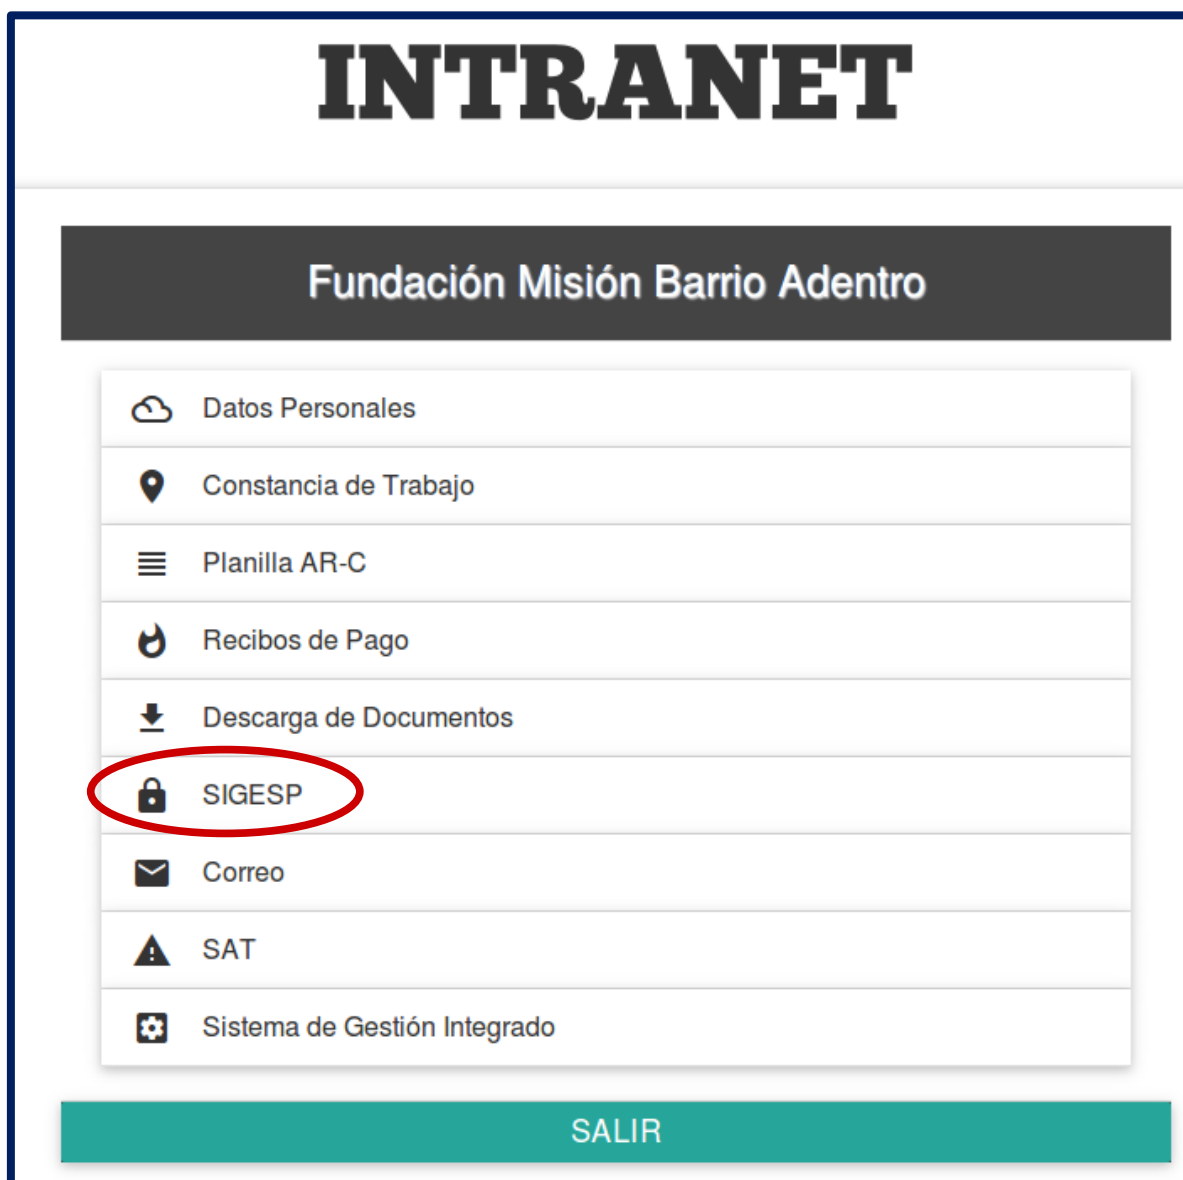 INTRANET
Fundación Misión Barrio Adentro
Datos Personales
Constancia de Trabajo
Planilla AR-C
Recibos de Pago
Descarga de Documentos
SIGESP
Correo
SAT
Sistema de Gestión Integrado
SALIR